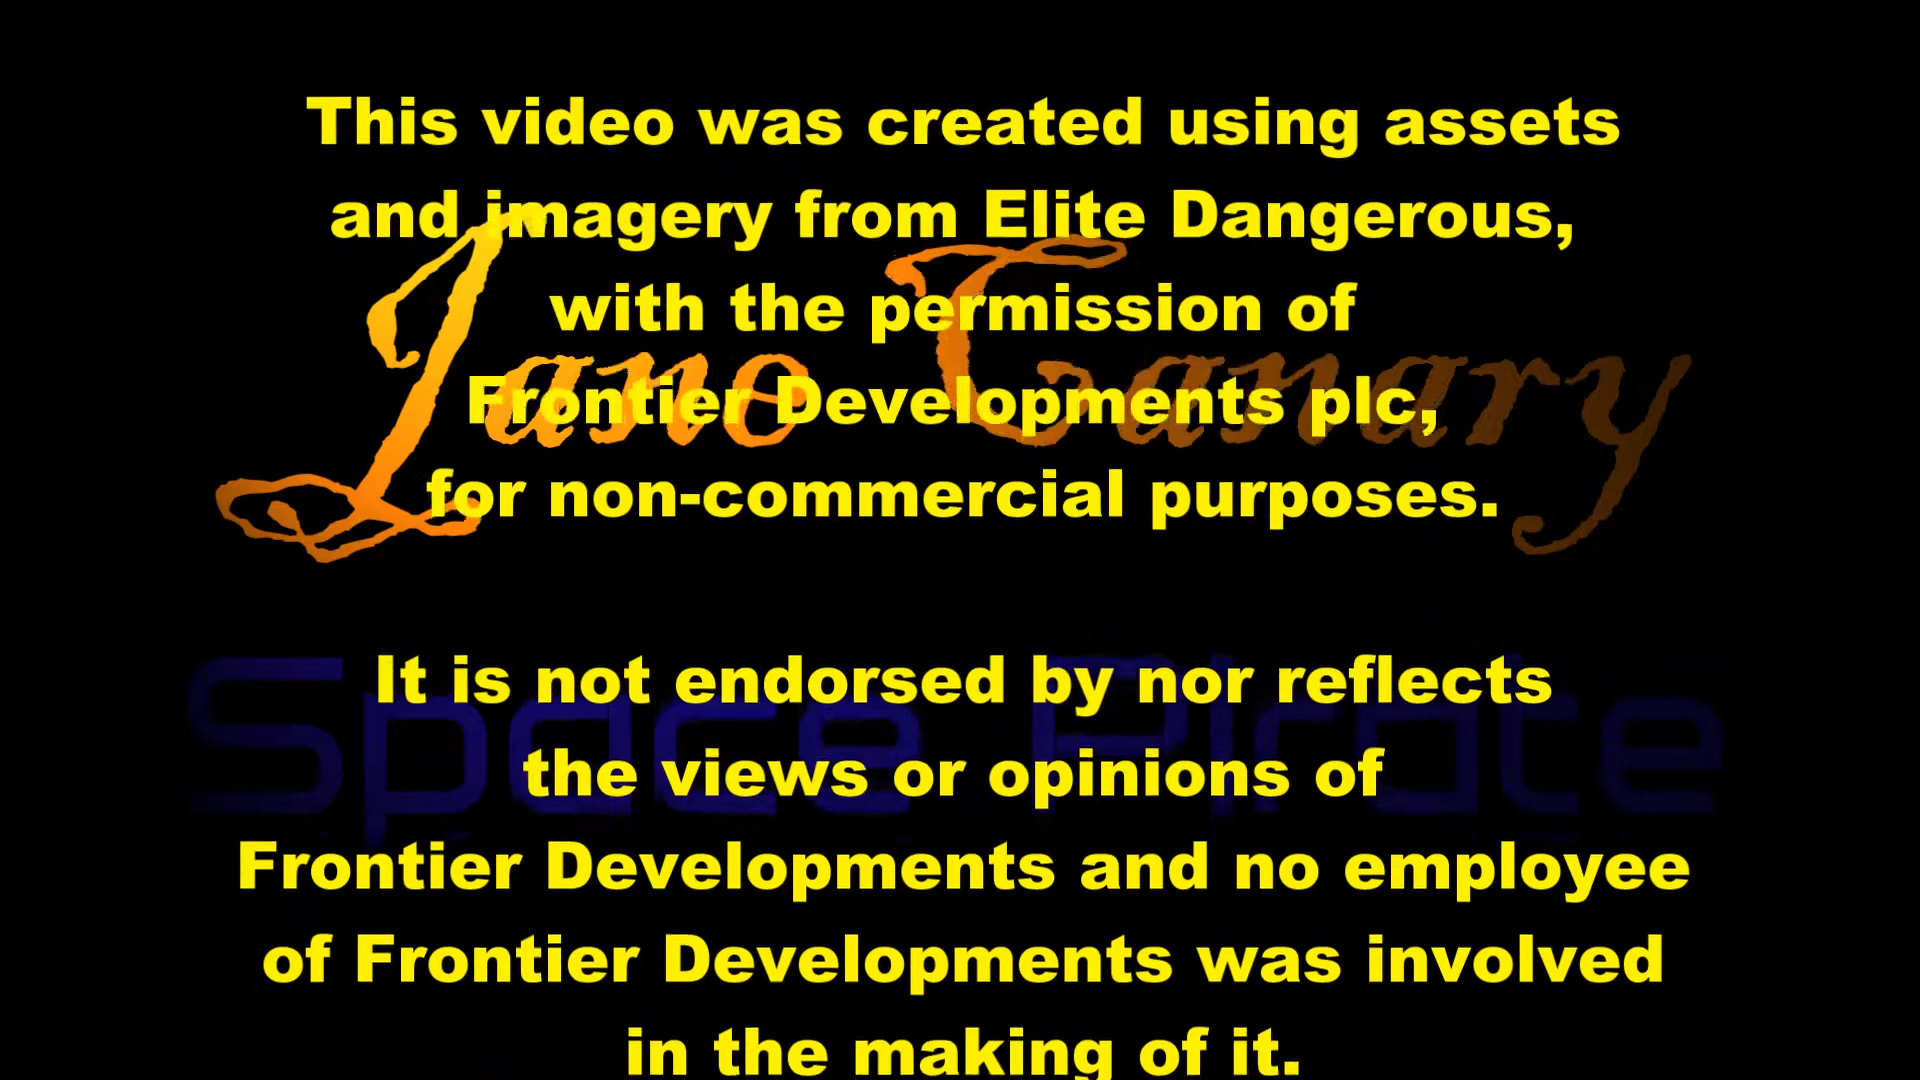 This video was created using assets
and imagery from Elite Dangerous,
with the permission of
Frontier Developments plc,
for non-commercial purposes.
It is not endorsed by nor reflects
the views or opinions of
Frontier Developments and no employee
of Frontier Developments was involved
in the making of it.
Jano Canary
Space Pirate